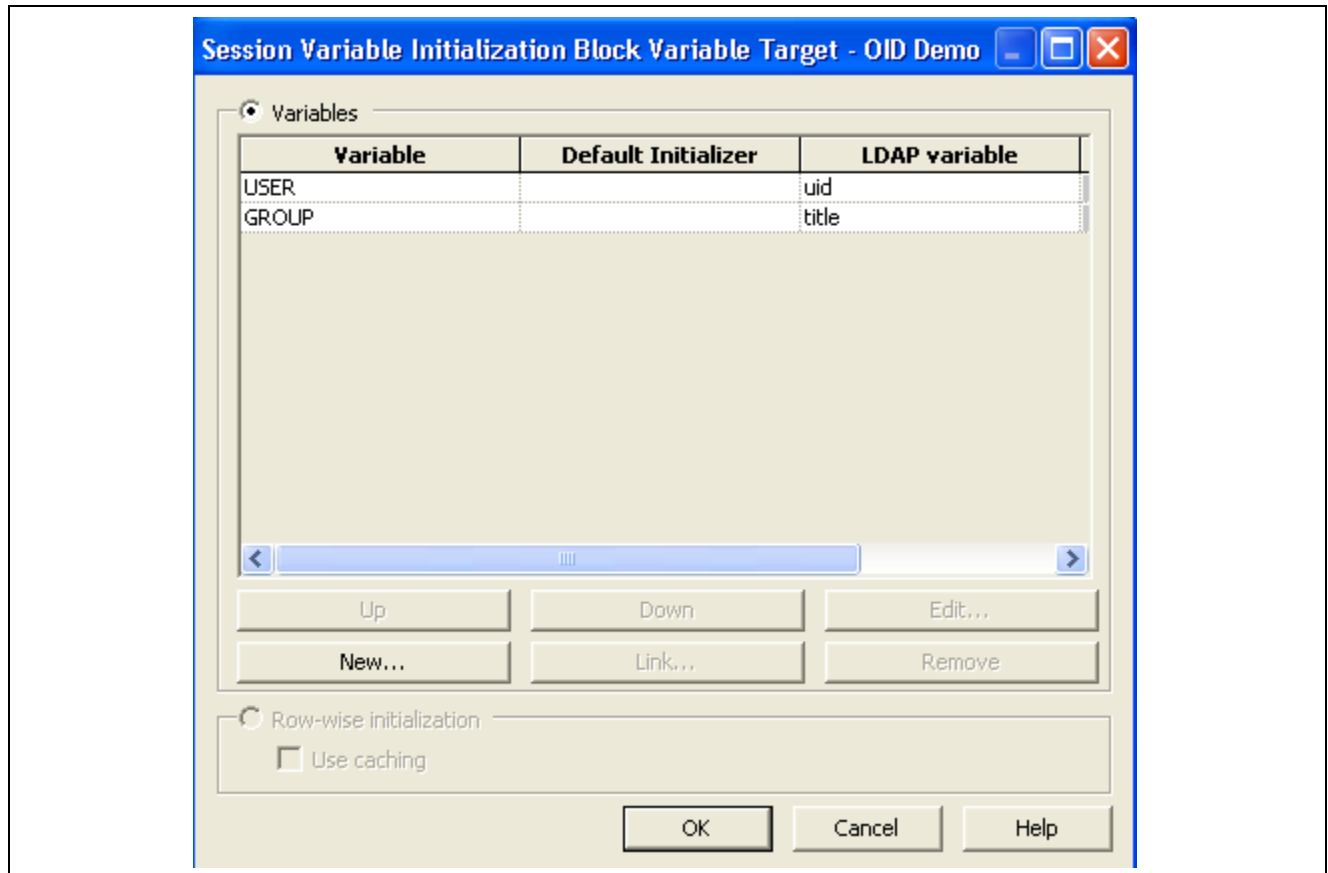 Session Variable Initialization Block Variable Target - OID Demo
Variables
Variable Default Initializer LDAP variable
USER uid
GROUP title
Up Down Edit...
New... Link... Remove
Row-wise initialization
Use caching
OK Cancel Help